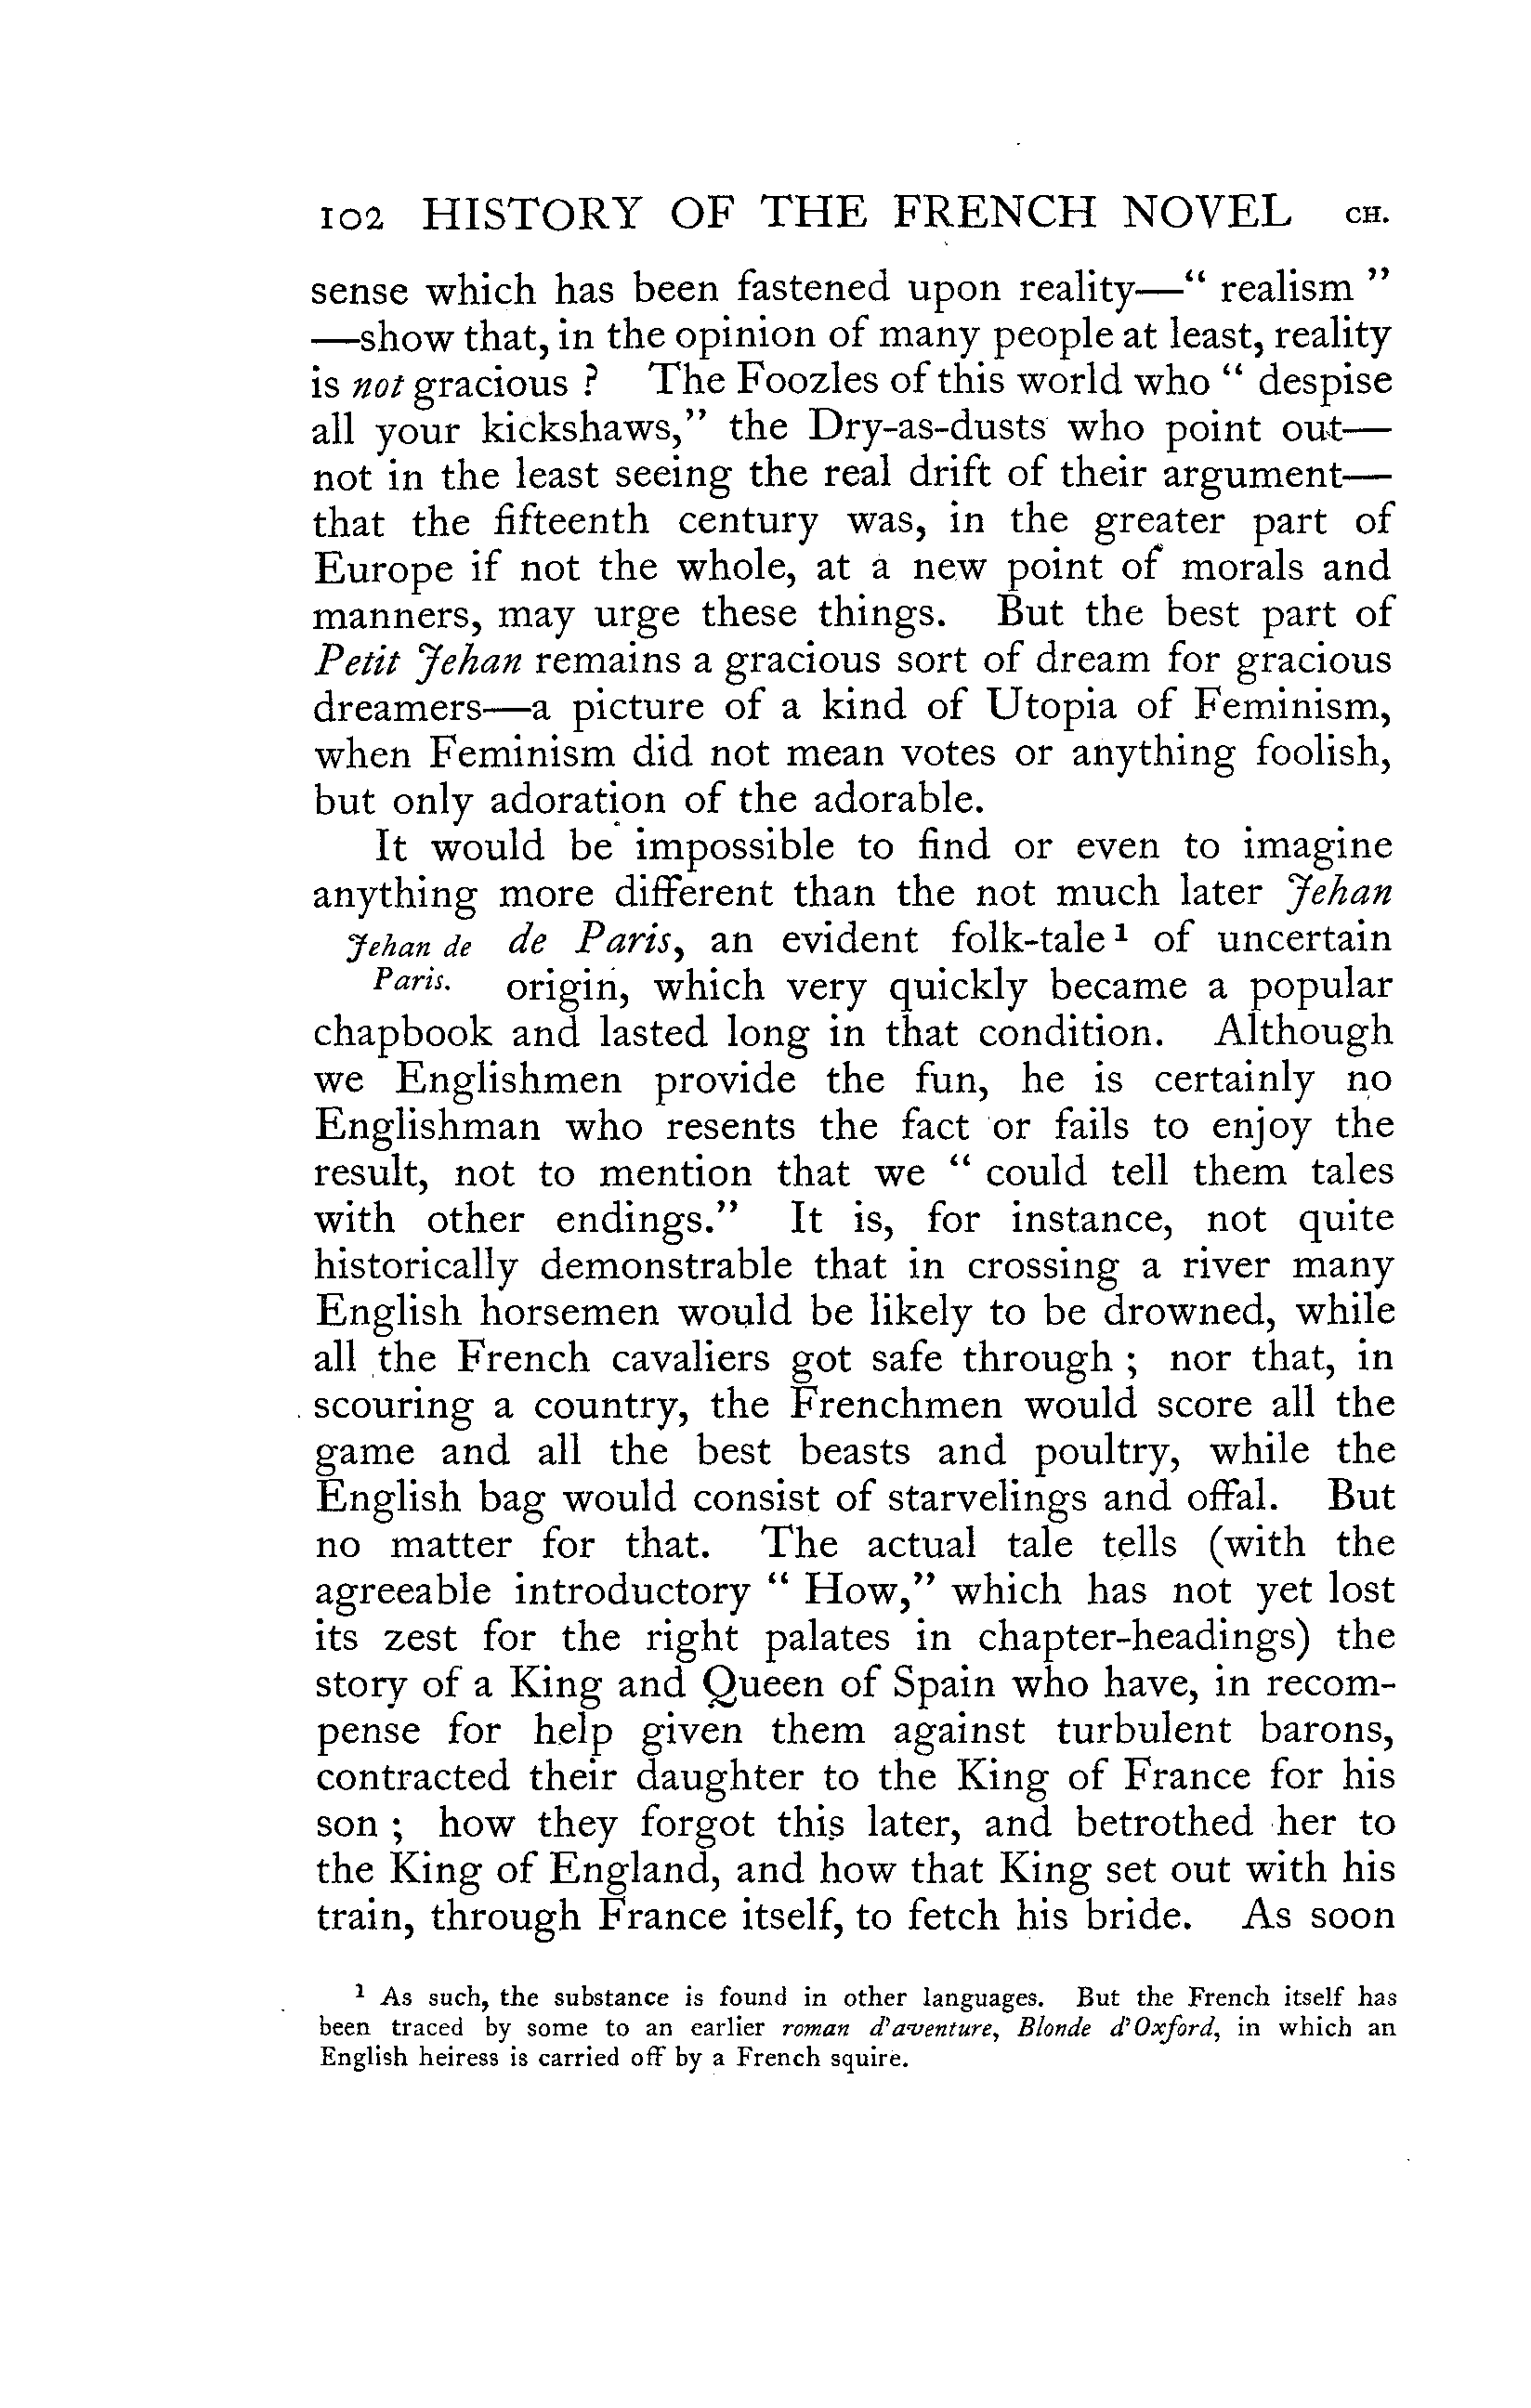 102 HISTORY OF THE FRENCH NOVEL CH.
sense which has been fastened upon reality—“ realism ”
—show that, in the opinion of many people at least, reality
is not gracious ? The Foozles of this world who “ despise
all your kickshaws,” the Dry-as-dusts who point out—
not in the least seeing the real drift of their argument—
that the fifteenth century was, in the greater part of
Europe if not the whole, at a new point of morals and
manners, may urge these things. But the best part of
Petit Jehan remains a gracious sort of dream for gracious
dreamers—a picture of a kind of Utopia of Feminism,
when Feminism did not mean votes or anything foolish,
but only adoration of the adorable.
It would be impossible to find or even to imagine
anything more different than the not much later Jehan
Jehan de
Paris.
de Paris, an evident folk-tale ¹ of uncertain
origin, which very quickly became a popular
chapbook and lasted long in that condition. Although
we Englishmen provide the fun, he is certainly no
Englishman who resents the fact or fails to enjoy the
result, not to mention that we “ could tell them tales
with other endings.” It is, for instance, not quite
historically demonstrable that in crossing a river many
English horsemen would be likely to be drowned, while
all the French cavaliers got safe through ; nor that, in
scouring a country, the Frenchmen would score all the
game and all the best beasts and poultry, while the
English bag would consist of starvelings and offal. But
no matter for that. The actual tale tells (with the
agreeable introductory “ How,” which has not yet lost
its zest for the right palates in chapter-headings) the
story of a King and Queen of Spain who have, in recom-
pense for help given them against turbulent barons,
contracted their daughter to the King of France for his
son ; how they forgot this later, and betrothed her to
the King of England, and how that King set out with his
train, through France itself, to fetch his bride. As soon
¹ As such, the substance is found in other languages. But the French itself has
been traced by some to an earlier roman d'aventure, Blonde d'Oxford, in which an
English heiress is carried off by a French squire.